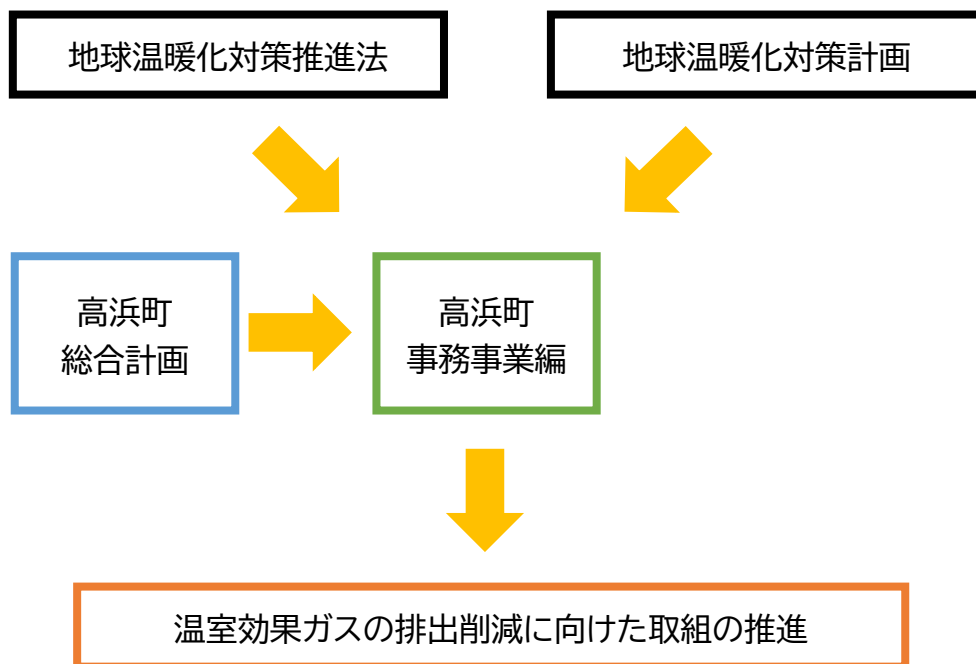 地球温暖化対策推進法
地球温暖化対策計画
高浜町
総合計画
高浜町
事務事業編
温室効果ガスの排出削減に向けた取組の推進